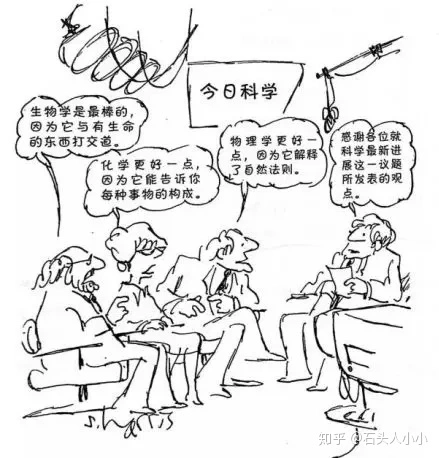 今日科学
生物学是最棒的，
因为它与有生命
的东西打交道。
化学更好一点，
因为它能告诉你
每种事物的构成。
物理学更好一
点，因为它解释
了自然法则。
感谢各位就
科学最新进
展这一议题
所发表的观
点。
s.harris
知乎 @石头人小小